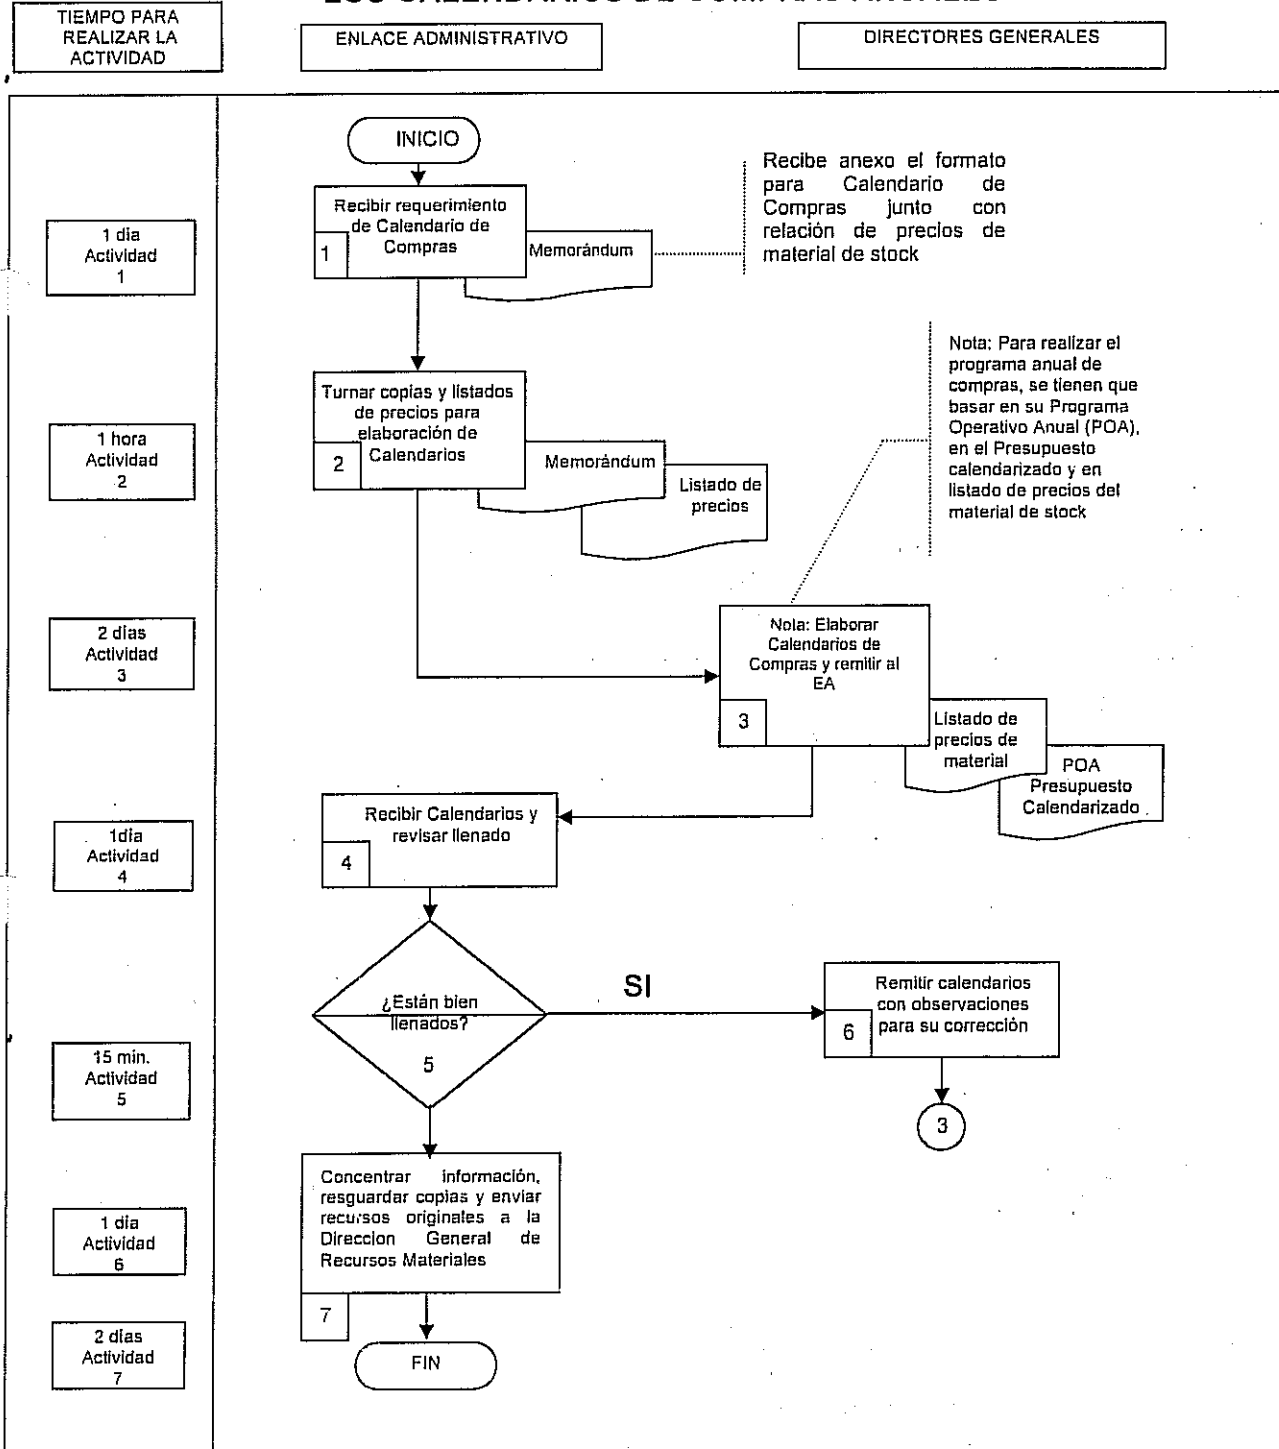 TIEMPO PARA
REALIZAR LA
ACTIVIDAD
ENLACE ADMINISTRATIVO
DIRECTORES GENERALES
INICIO
Recibir requerimiento
de Calendario de
Compras
1
Memorándum
Recibe anexo el formato
para Calendario de
Compras junto con
relación de precios de
material de stock
1 dia
Actividad
1
Turnar copias y listados
de precios para
elaboración de
Calendarios
2
Memorándum
Listado de
precios
Nota: Para realizar el
programa anual de
compras, se tienen que
basar en su Programa
Operativo Anual (POA),
en el Presupuesto
calendarizado y en
listado de precios del
material de stock
1 hora
Actividad
2
2 días
Actividad
3
Nota: Elaborar
Calendarios de
Compras y remitir al
EA
3
Listado de
precios de
material
POA
Presupuesto
Calendarizado
1dia
Actividad
4
Recibir Calendarios y
revisar llenado
4
¿Están bien
llenados?
5
SI
Remitir calendarios
con observaciones
para su corrección
6
3
15 min.
Actividad
5
Concentrar información,
resguardar copias y enviar
recursos originales a la
Direccion General de
Recursos Materiales
7
1 día
Actividad
6
2 días
Actividad
7
FIN